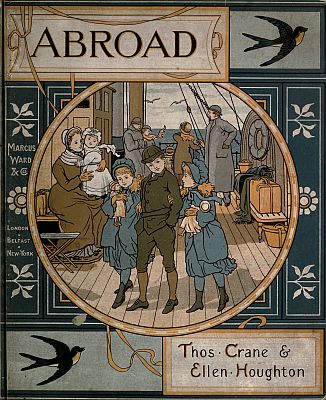 ABROAD
MARCUS
WARD
& Co
LONDON
BELFAST
NEW-YORK
Thos. Crane &
Ellen. Houghton